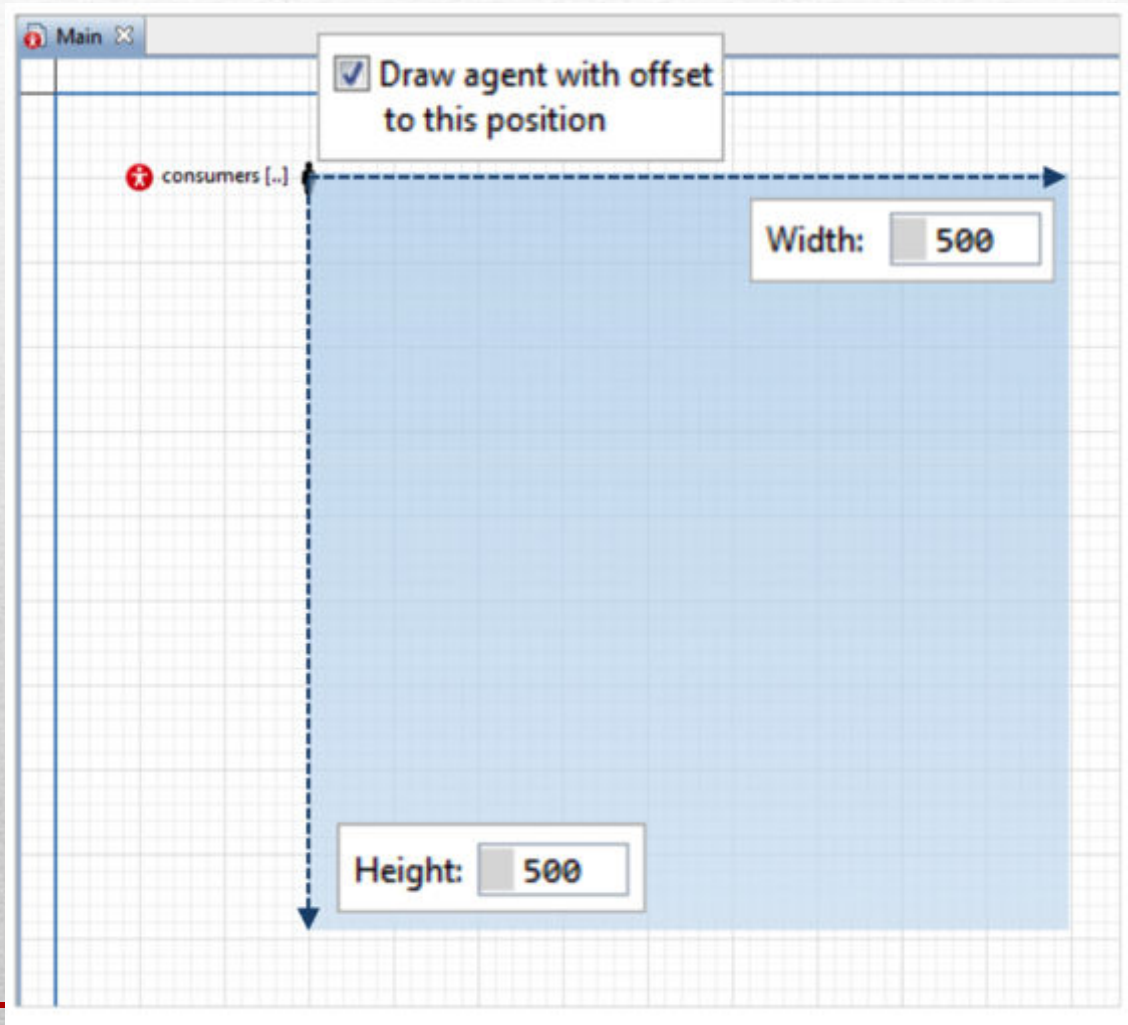 Main
Draw agent with offset
to this position
consumers [..]
Width: 500
Height: 500